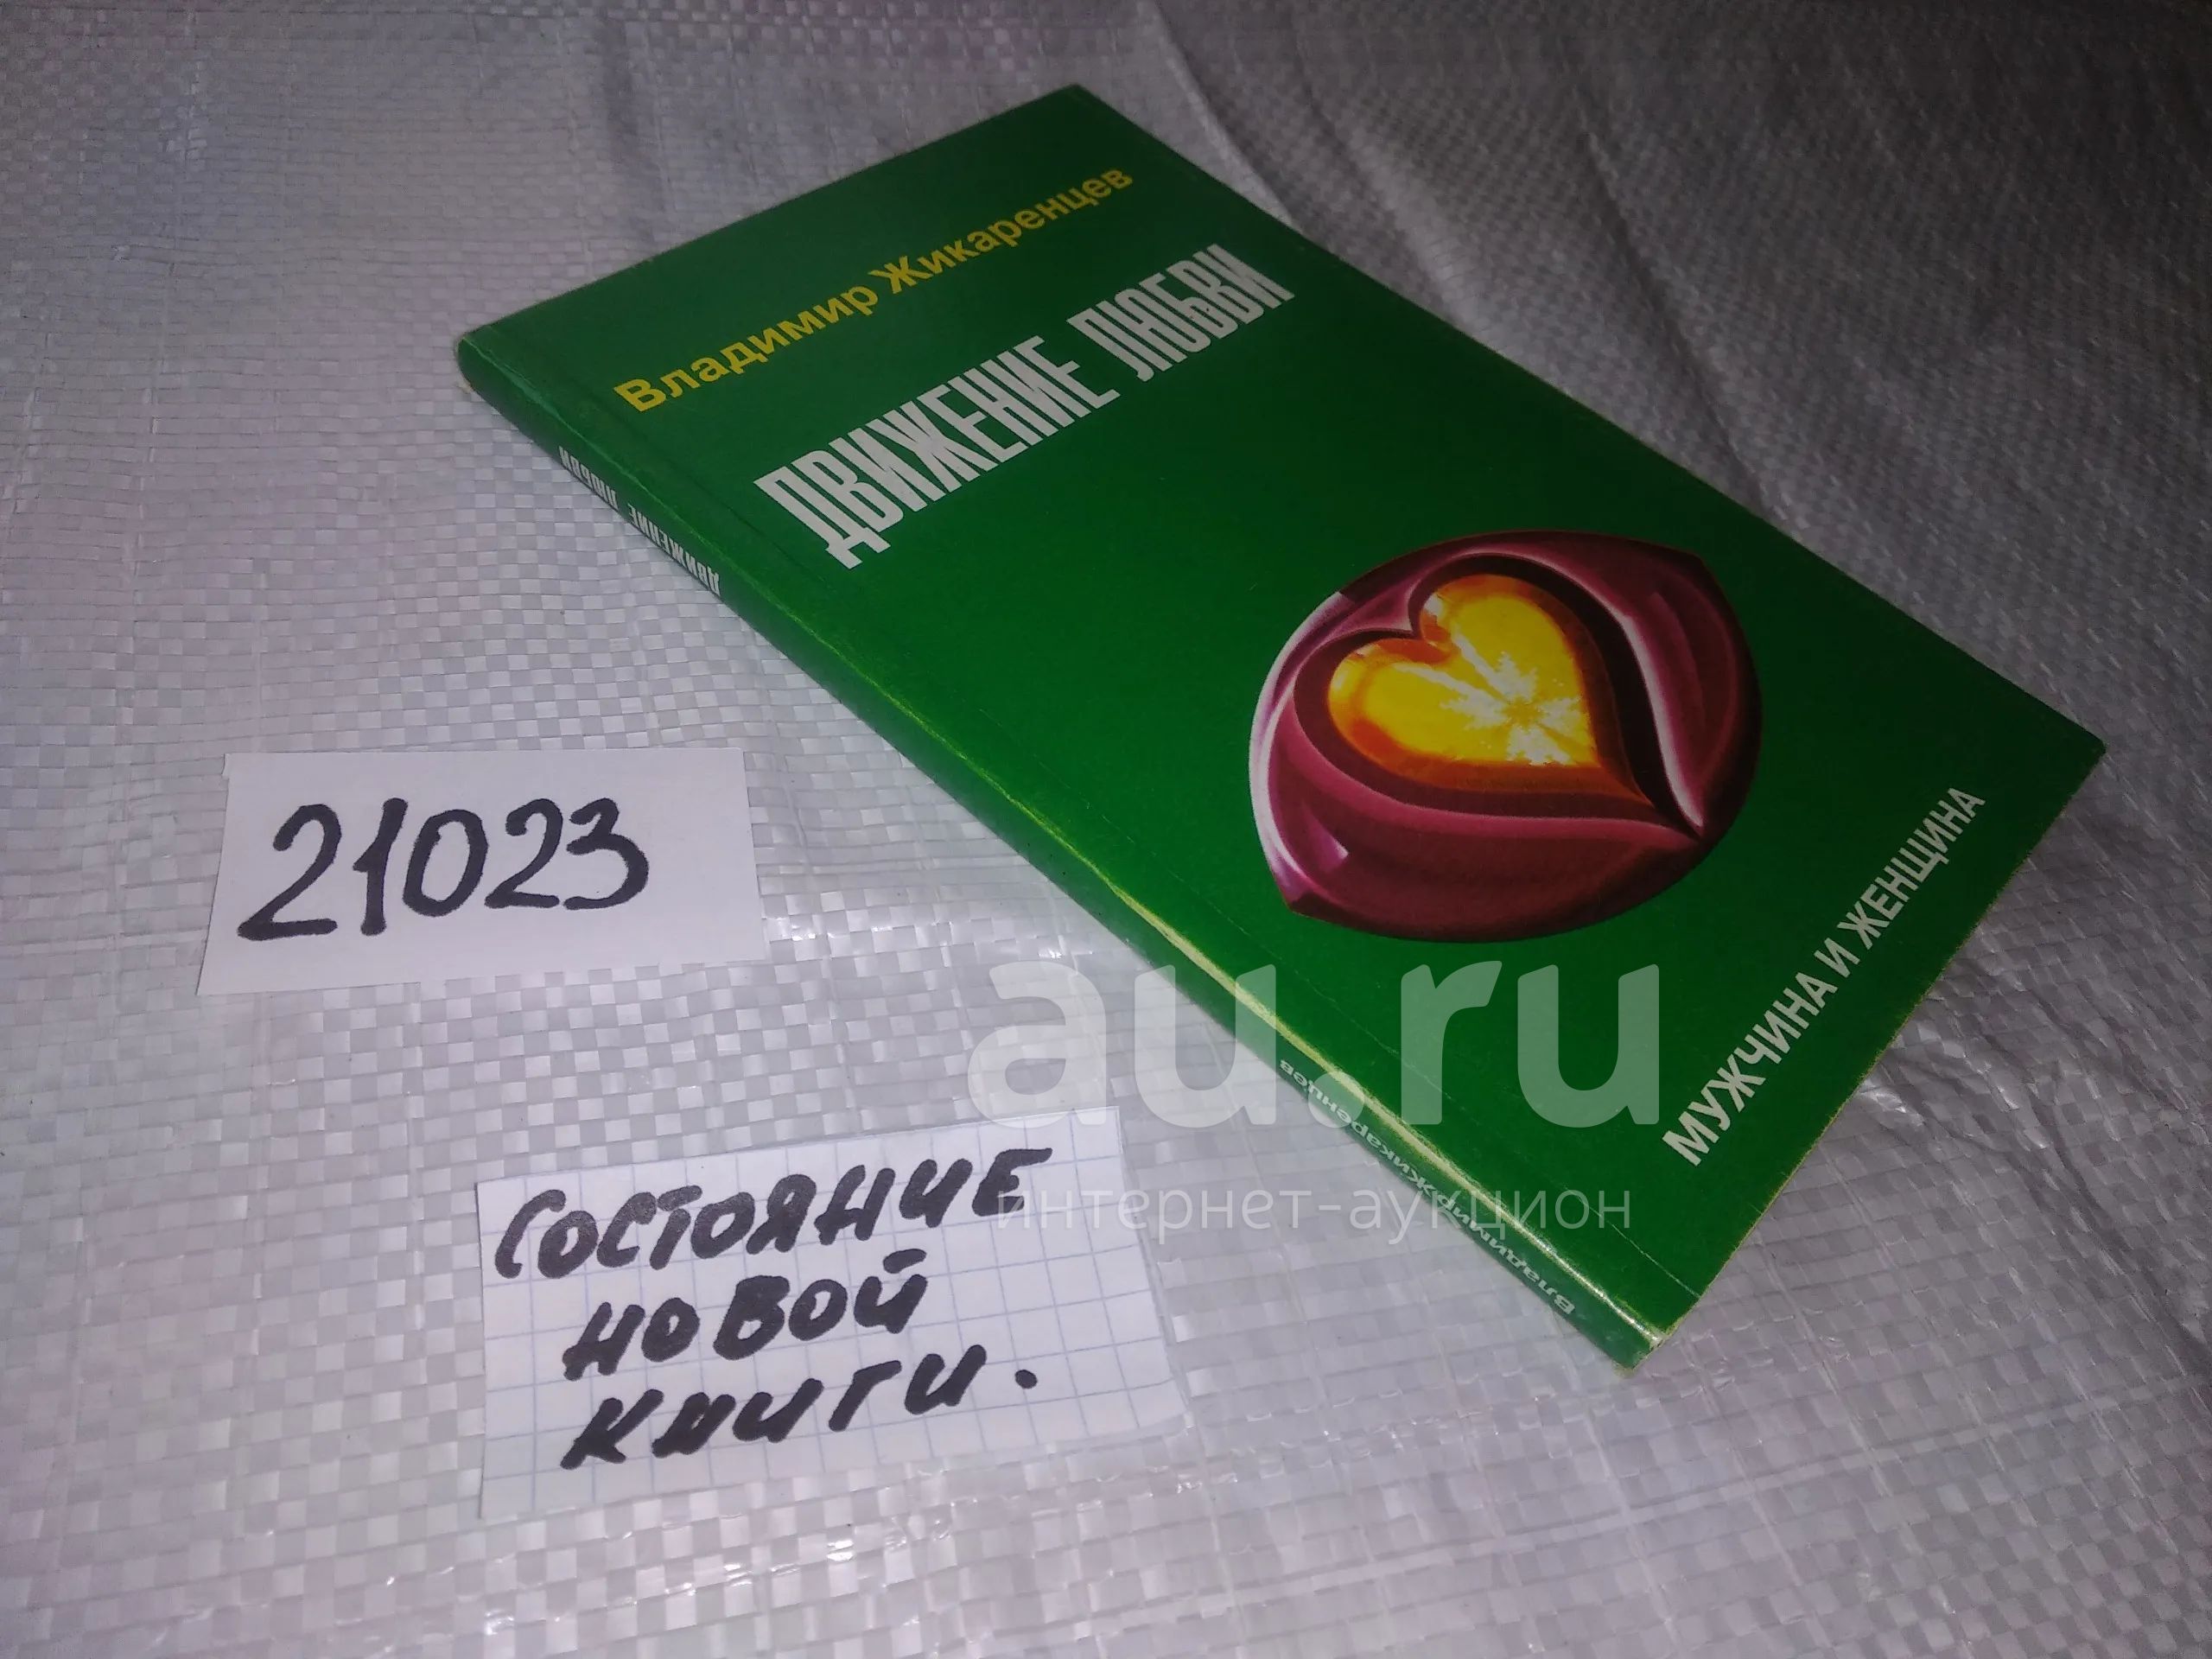 Владимир Жикаренцев
ДВИЖЕНИЕ ЛЮБВИ
МУЖЧИНА И ЖЕНЩИНА
Владимир Жикаренцев
ДВИЖЕНИЕ ЛЮБВИ
21023
СОСТОЯНИЕ
НОВОЙ
КНИГИ.
au.ru
интернет-аукцион